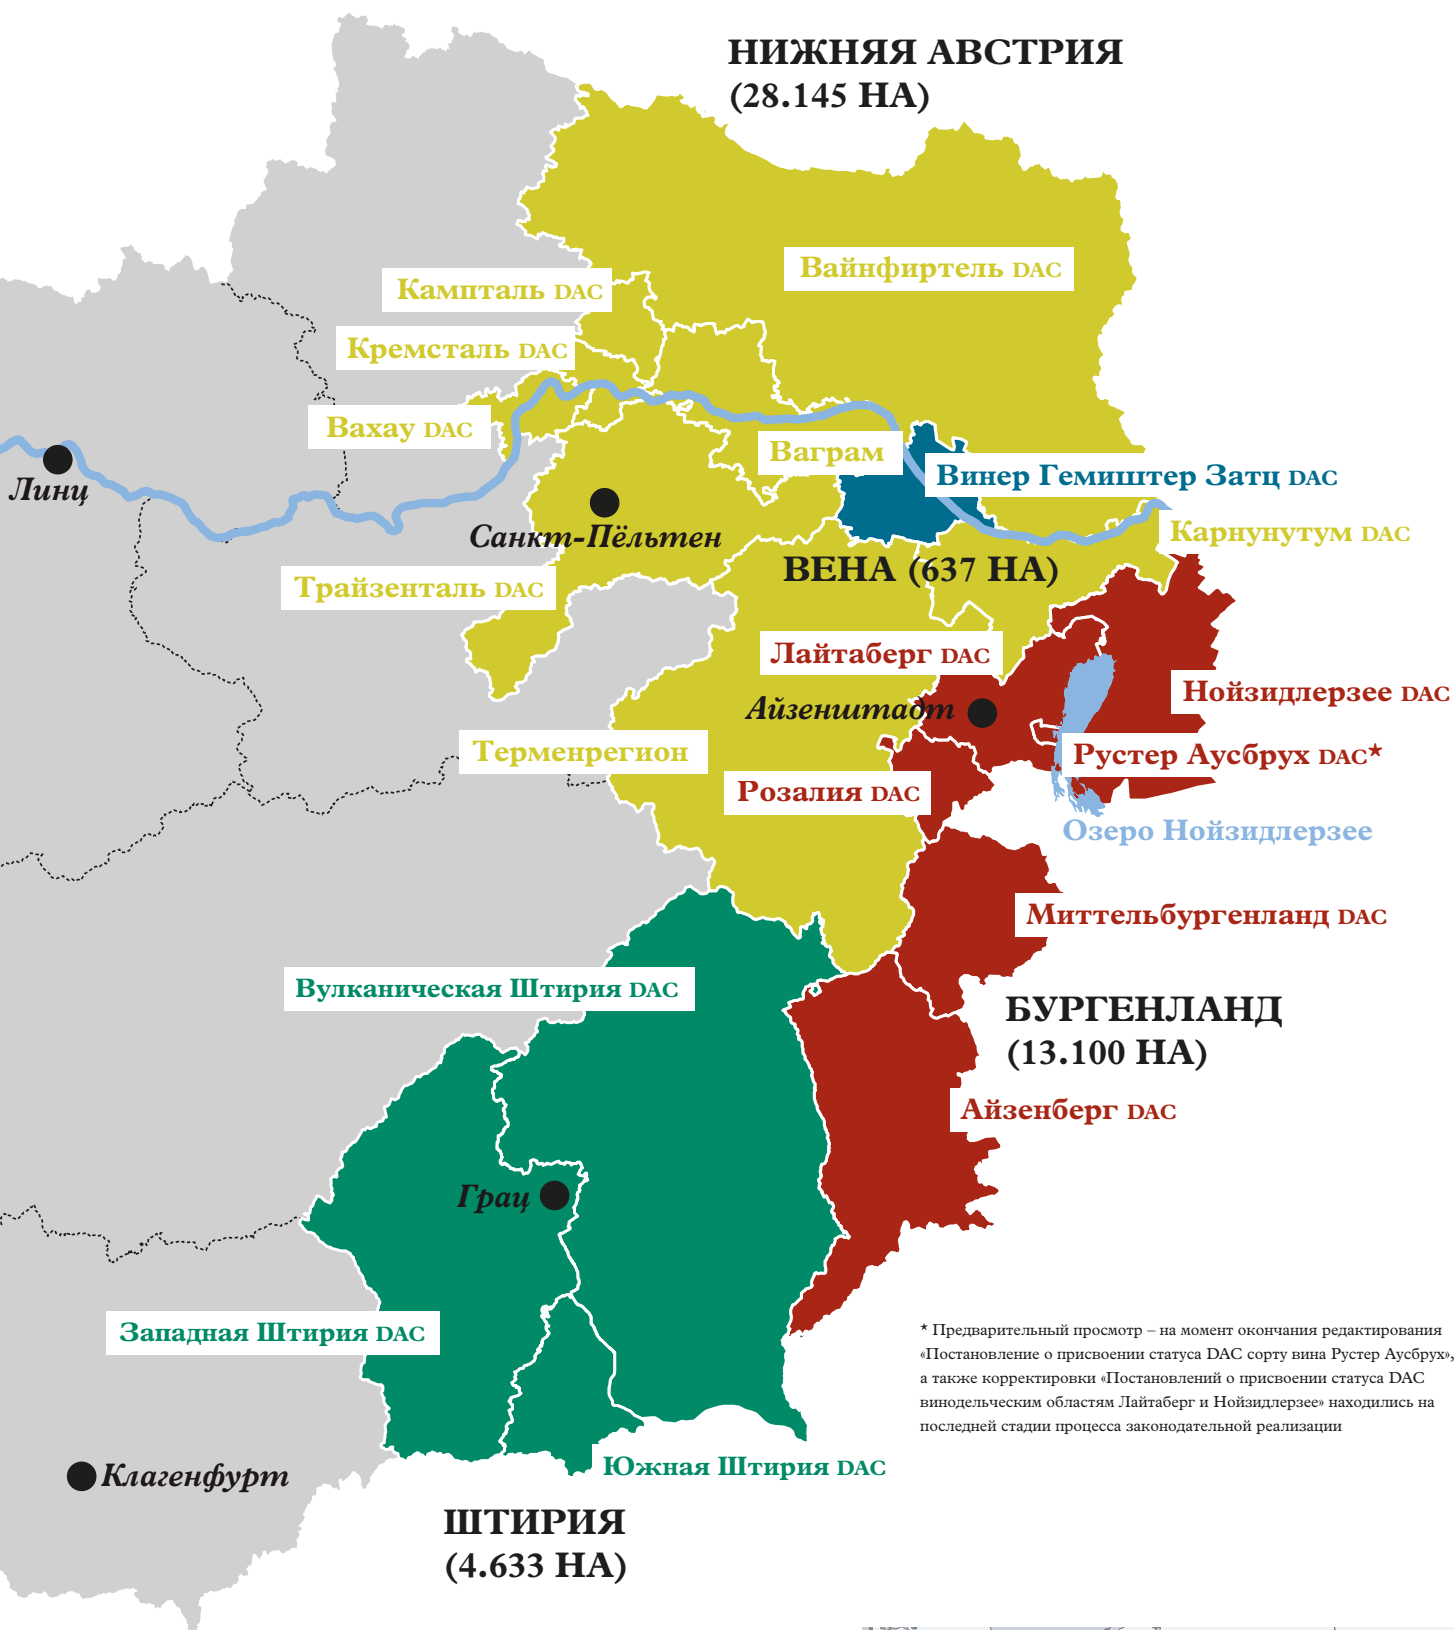 НИЖНЯЯ АВСТРИЯ
(28.145 HA)
Вайнфиртель DAC
Кампталь DAC
Кремсталь DAC
Вахау DAC
Ваграм
Линц
Винер Гемиштер Затц DAC
Санкт-Пёльтен
Карнунутум DAC
ВЕНА (637 HA)
Трайзенталь DAC
Лайтаберг DAC
Нойзидлерзее DAC
Айзенштадт
Терменрегион
Рустер Аусбрух DAC*
Розалия DAC
Озеро Нойзидлерзее
Миттельбургенланд DAC
Вулканическая Штирия DAC
БУРГЕНЛАНД
(13.100 HA)
Айзенберг DAC
Грац
Западная Штирия DAC
* Предварительный просмотр – на момент окончания редактирования
«Постановление о присвоении статуса DAC сорту вина Рустер Аусбрух»,
а также корректировки «Постановлений о присвоении статуса DAC
винодельческим областям Лайтаберг и Нойзидлерзее» находились на
последней стадии процесса законодательной реализации
Южная Штирия DAC
Клагенфурт
ШТИРИЯ
(4.633 HA)